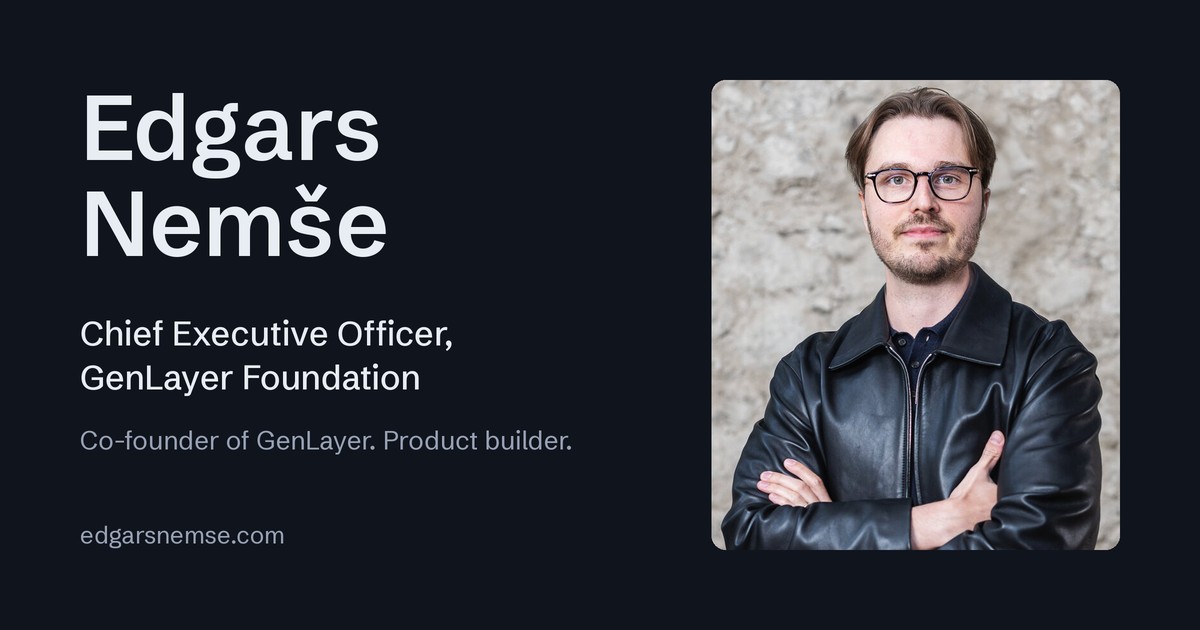 Edgars
Nemše
Chief Executive Officer,
GenLayer Foundation
Co-founder of GenLayer. Product builder.
edgarsnemse.com